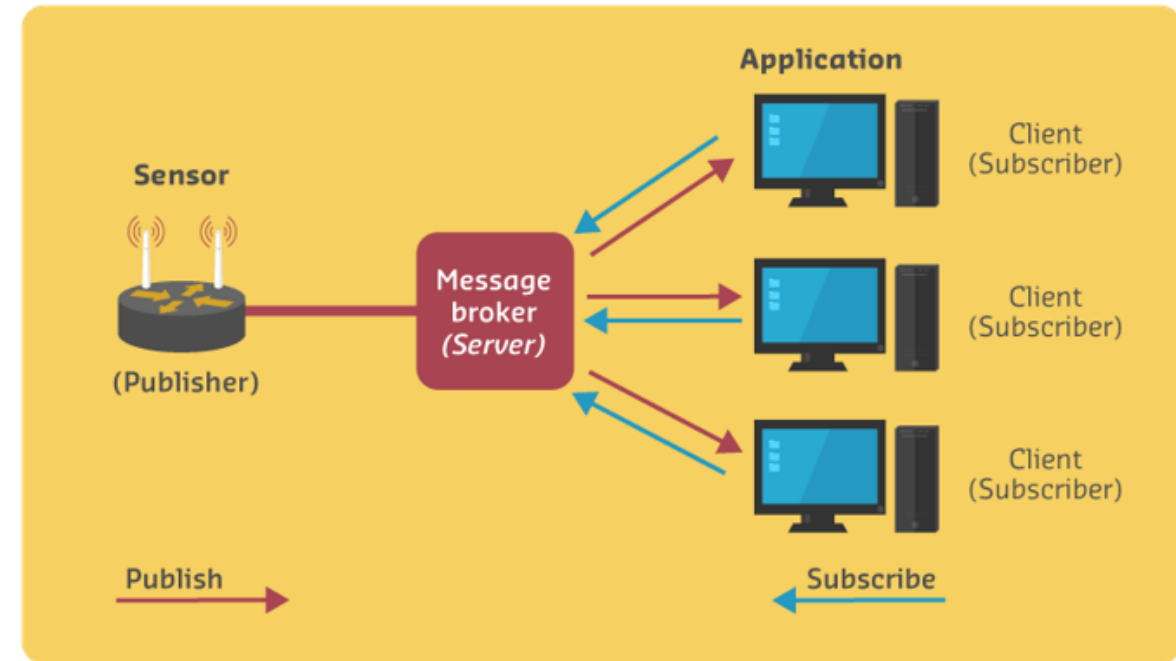 Application
Client
(Subscriber)
Sensor
Message
broker
(Server)
Client
(Subscriber)
(Publisher)
Client
(Subscriber)
Publish
Subscribe